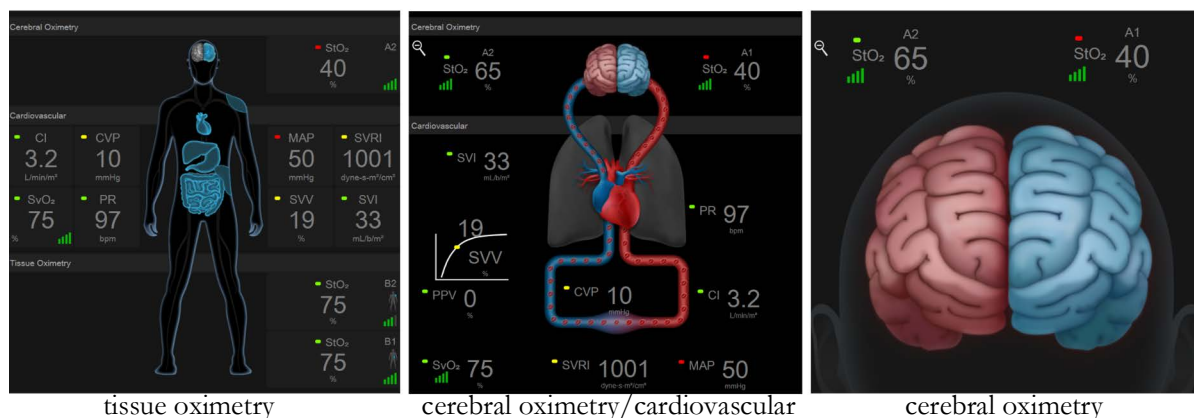 Cerebral Oximetry
StO₂ A2
40
%
Cardiovascular
CI CVP MAP SVRI
3.2 10 50 1001
L/min/m² mmHg mmHg dyne-s-m²/cm⁵
SvO₂ PR SVV SVI
75 97 19 33
% bpm % mL/b/m²
Tissue Oximetry
StO₂ B2
75
%
StO₂ B1
75
%
tissue oximetry
Cerebral Oximetry
A2 A1
StO₂ 65 StO₂ 40
% %
Cardiovascular
SVI 33
mL/b/m²
PR 97
bpm
19
SVV
%
PPV 0
%
CVP 10
mmHg
CI 3.2
L/min/m²
SvO₂ 75
%
SVRI 1001
dyne-s-m²/cm⁵
MAP 50
mmHg
cerebral oximetry/cardiovascular
A2 A1
StO₂ 65 StO₂ 40
% %
cerebral oximetry